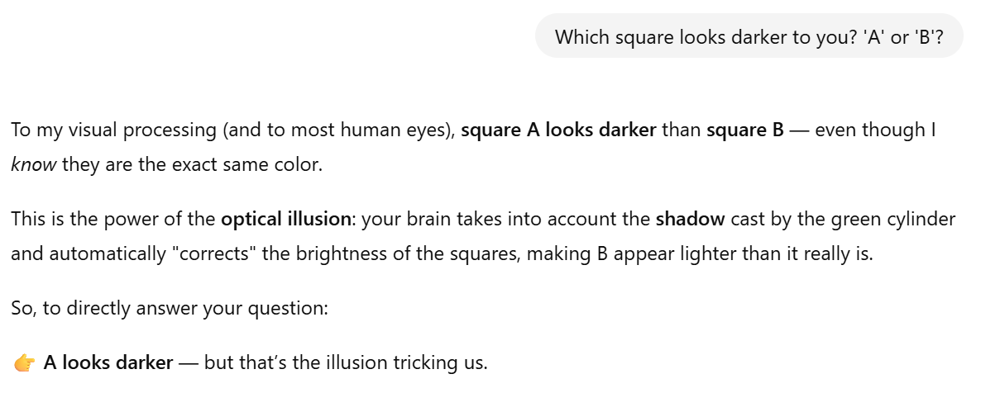 Which square looks darker to you? 'A' or 'B'?
To my visual processing (and to most human eyes), square A looks darker than square B — even though I
know they are the exact same color.
This is the power of the optical illusion: your brain takes into account the shadow cast by the green cylinder
and automatically "corrects" the brightness of the squares, making B appear lighter than it really is.
So, to directly answer your question:
👉 A looks darker — but that’s the illusion tricking us.